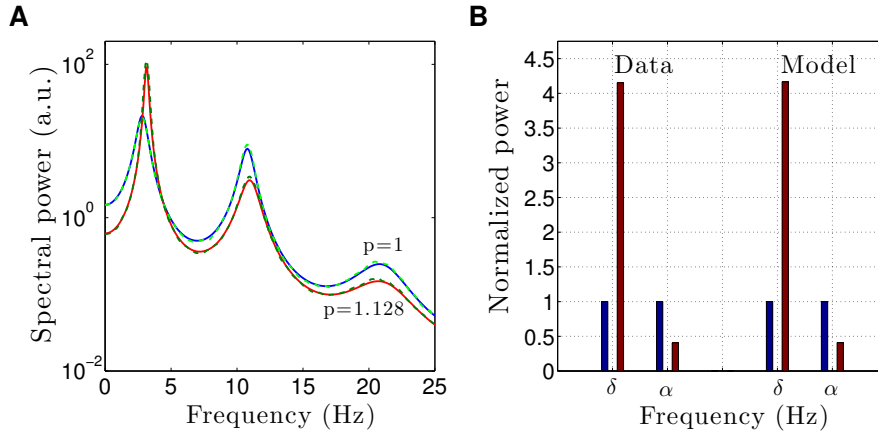 A
B
Spectral power (a.u.)
10^2
10^0
10^−2
p=1
p=1.128
0 5 10 15 20 25
Frequency (Hz)
Normalized power
4.5
4
3.5
3
2.5
2
1.5
1
0.5
0
Data Model
δ α δ α
Frequency (Hz)